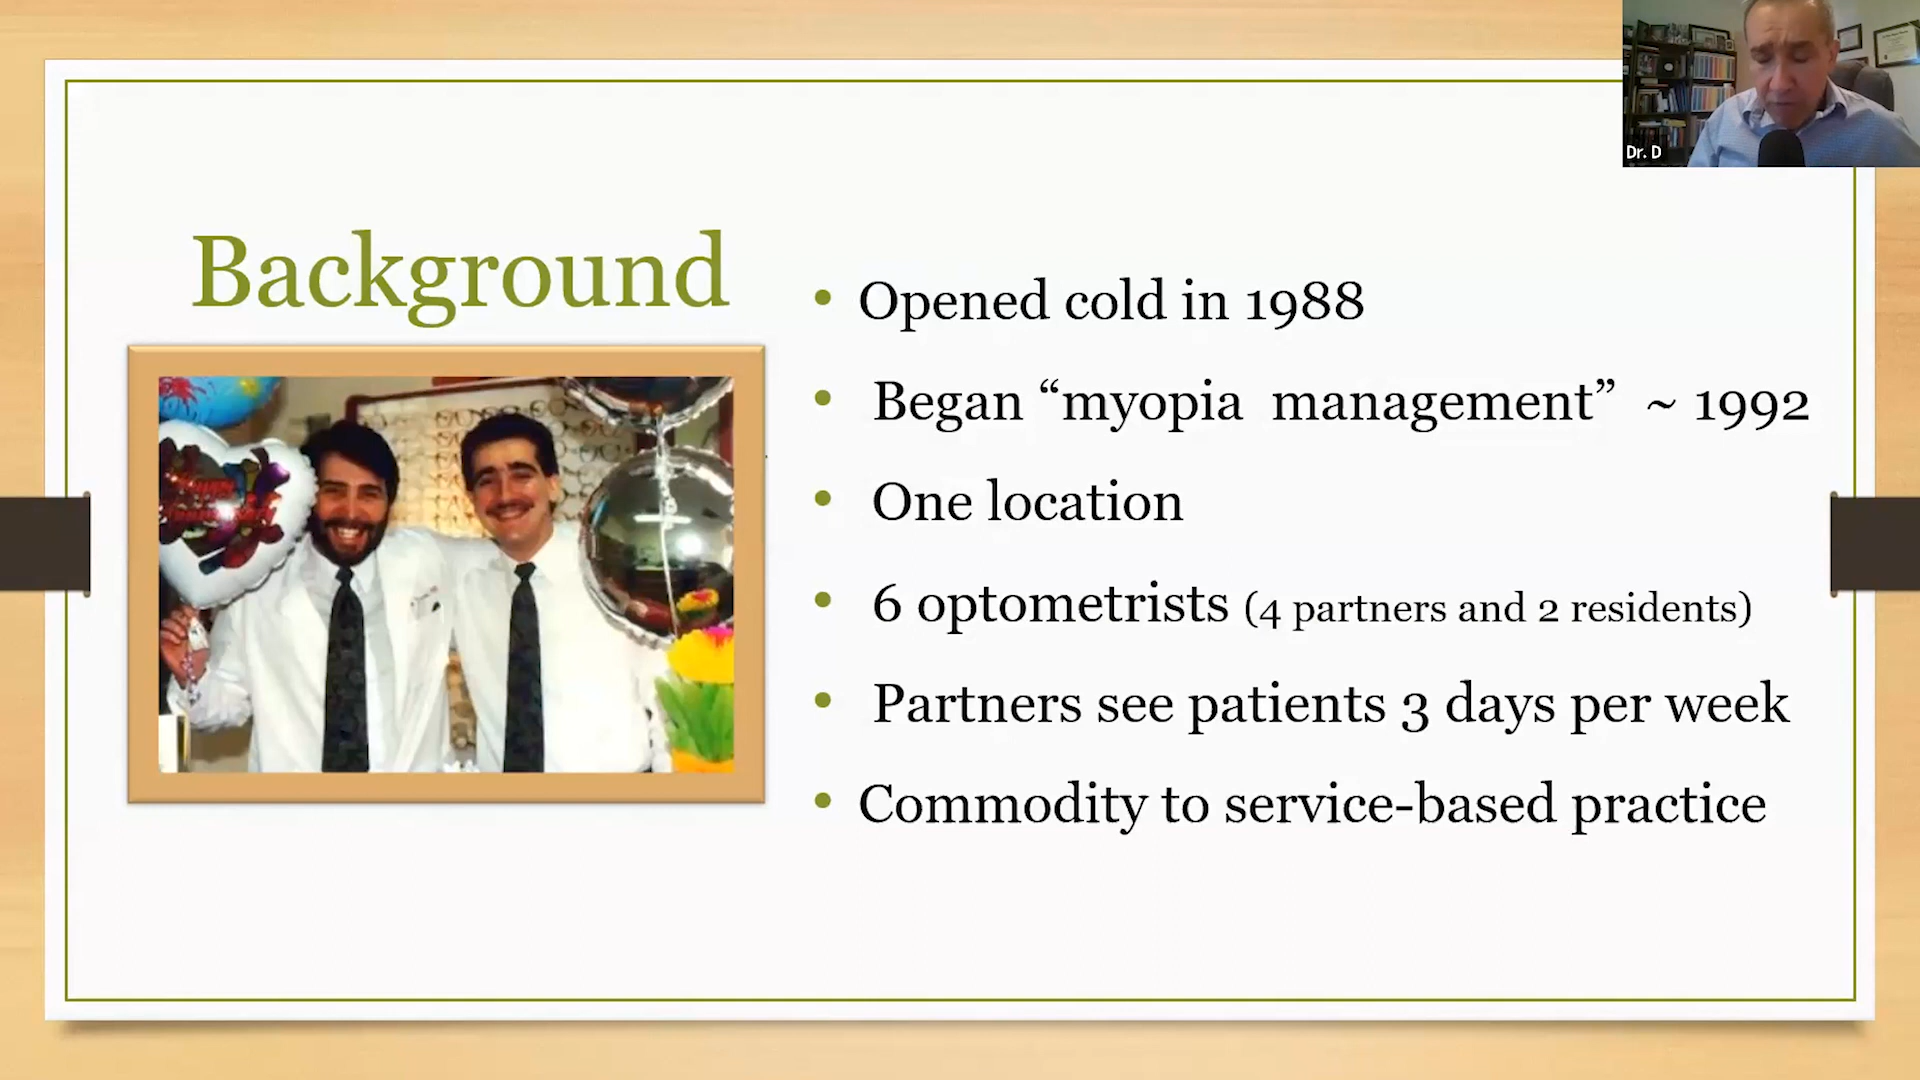 Dr. D
Background
• Opened cold in 1988
• Began “myopia management” ~ 1992
• One location
• 6 optometrists (4 partners and 2 residents)
• Partners see patients 3 days per week
• Commodity to service-based practice